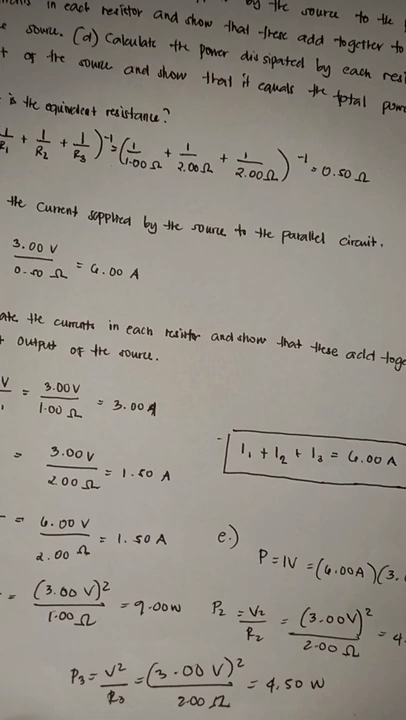 by the source to the
in each resistor and show that these add together to
source. (d) Calculate the power dissipated by each
of the source and show that it equals the total
is the equivalent resistance?
1/R1 + 1/R2 + 1/R3 )^-1 = ( 1/1.00 Ω + 1/2.00 Ω + 1/2.00 Ω )^-1 = 0.50 Ω
the current supplied by the source to the parallel circuit.
3.00 V / 0.50 Ω = 6.00 A
the currents in each resistor and show that these add
output of the source.
V = 3.00 V / 1.00 Ω = 3.00 A
I1 + I2 + I3 = 6.00 A
= 3.00 V / 2.00 Ω = 1.50 A
= 6.00 V / 2.00 Ω = 1.50 A
e.)
P = IV = (6.00 A)(3.
= (3.00 V)^2 / 1.00 Ω = 9.00 W
P2 = V2 / R2 = (3.00 V)^2 / 2.00 Ω = 4.
P3 = V^2 / R3 = (3.00 V)^2 / 2.00 Ω = 4.50 W